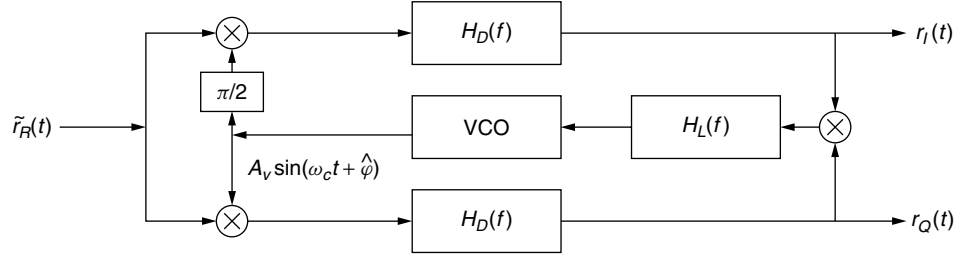 H_D(f)
r_I(t)
π/2
r̃_R(t)
VCO
H_L(f)
A_v sin(ω_c t + φ̂)
H_D(f)
r_Q(t)